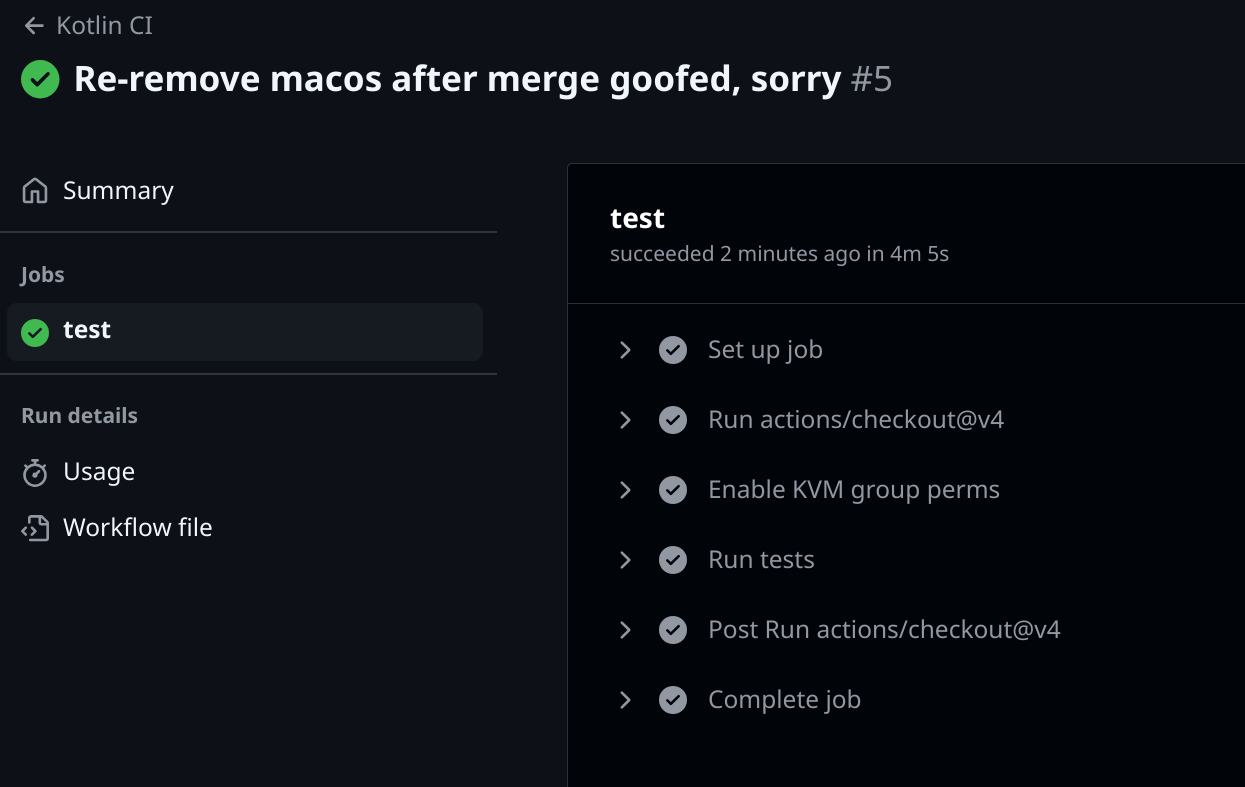 Kotlin CI
Re-remove macos after merge goofed, sorry #5
Summary
Jobs
test
Run details
Usage
Workflow file
test
succeeded 2 minutes ago in 4m 5s
Set up job
Run actions/checkout@v4
Enable KVM group perms
Run tests
Post Run actions/checkout@v4
Complete job